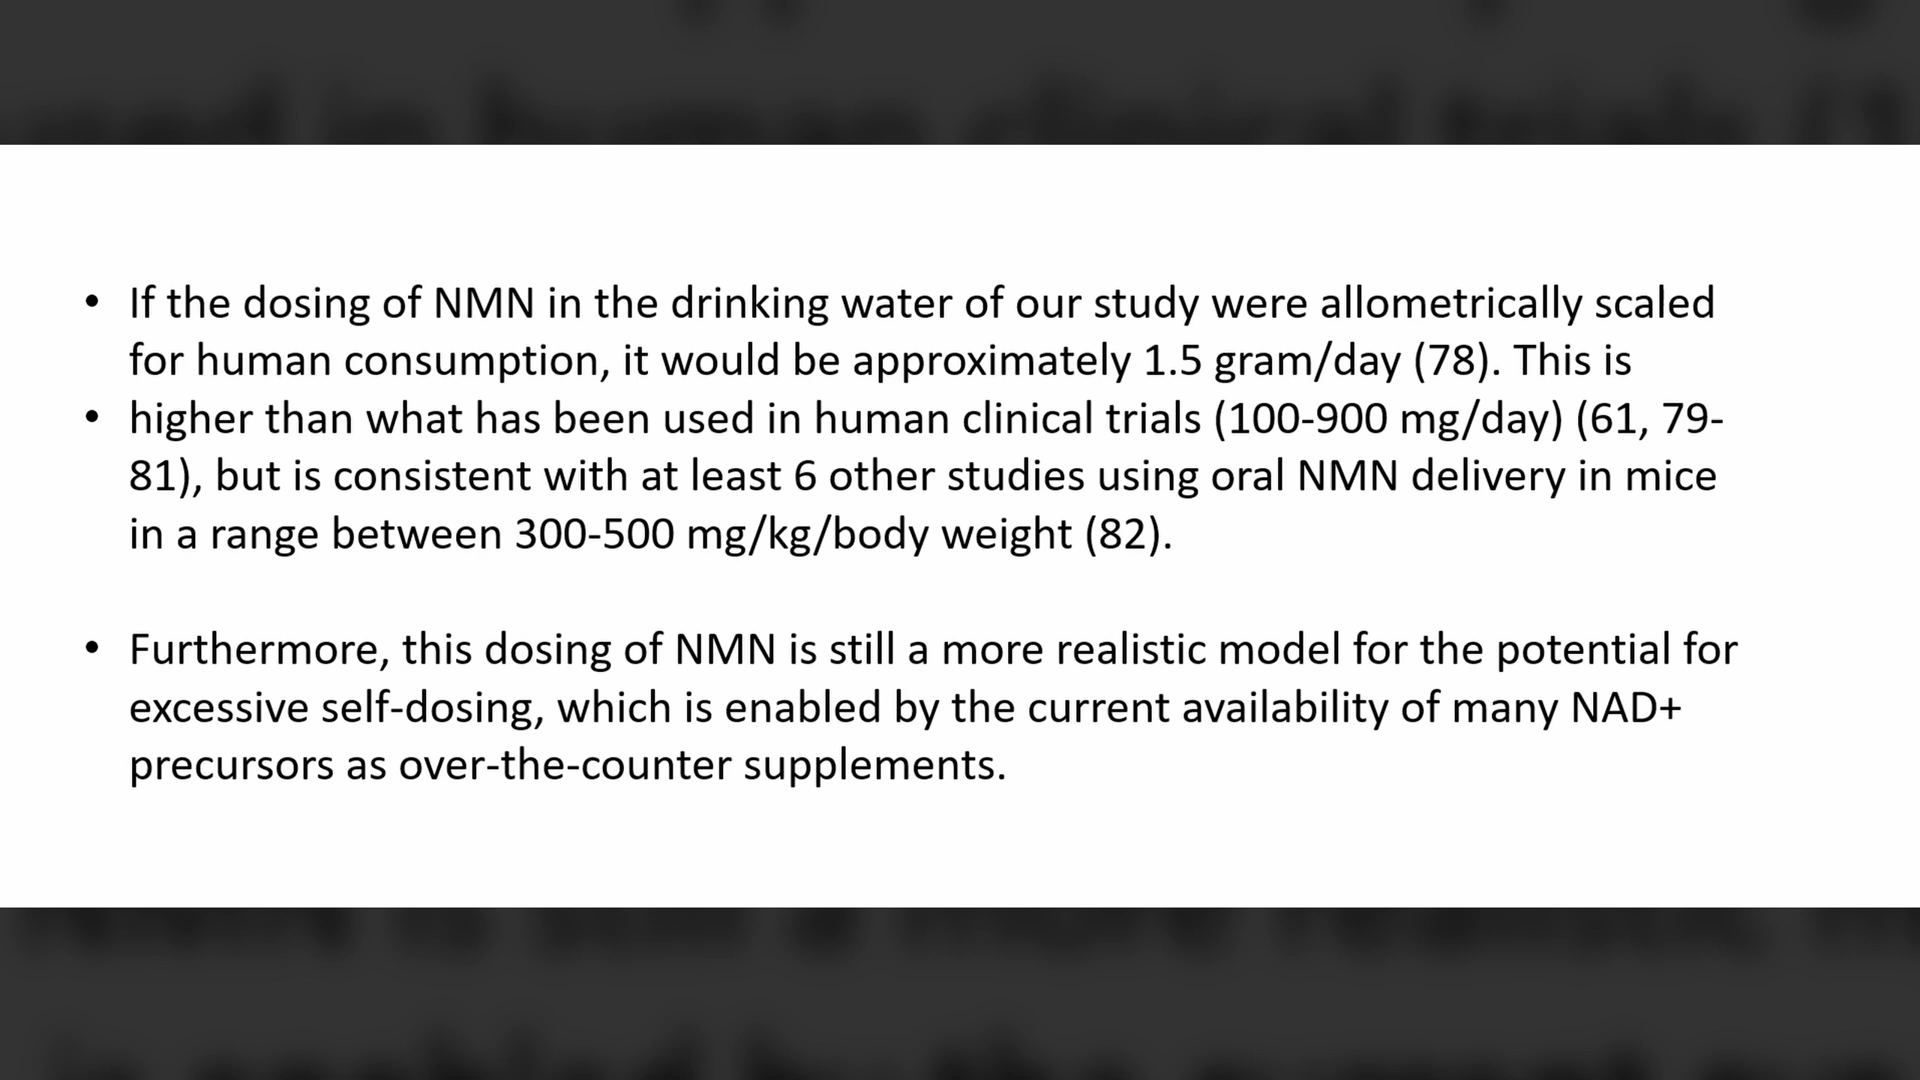 • If the dosing of NMN in the drinking water of our study were allometrically scaled
for human consumption, it would be approximately 1.5 gram/day (78). This is
• higher than what has been used in human clinical trials (100-900 mg/day) (61, 79-
81), but is consistent with at least 6 other studies using oral NMN delivery in mice
in a range between 300-500 mg/kg/body weight (82).
• Furthermore, this dosing of NMN is still a more realistic model for the potential for
excessive self-dosing, which is enabled by the current availability of many NAD+
precursors as over-the-counter supplements.